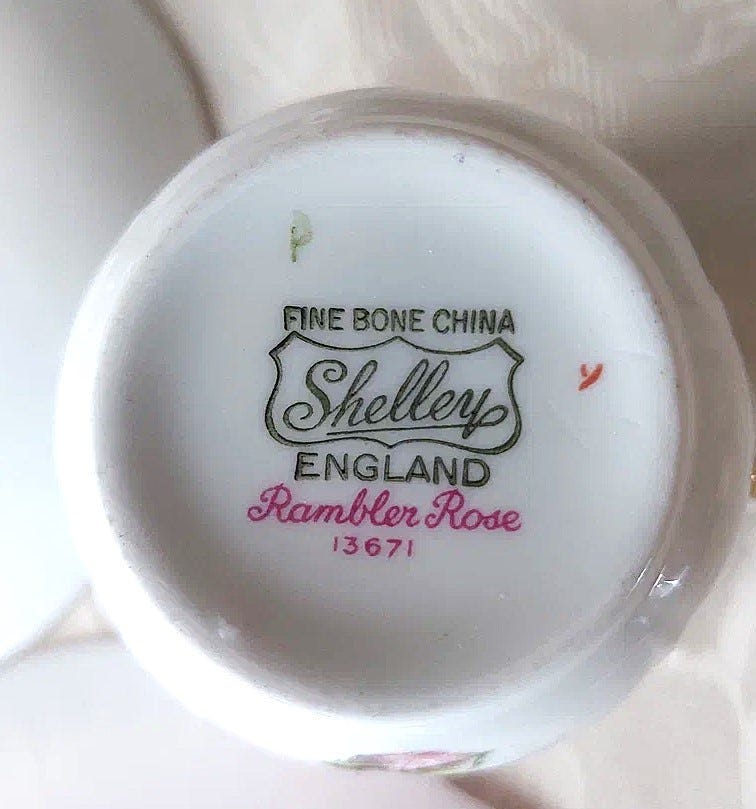 P
FINE BONE CHINA
Shelley
y
ENGLAND
Rambler Rose
13671